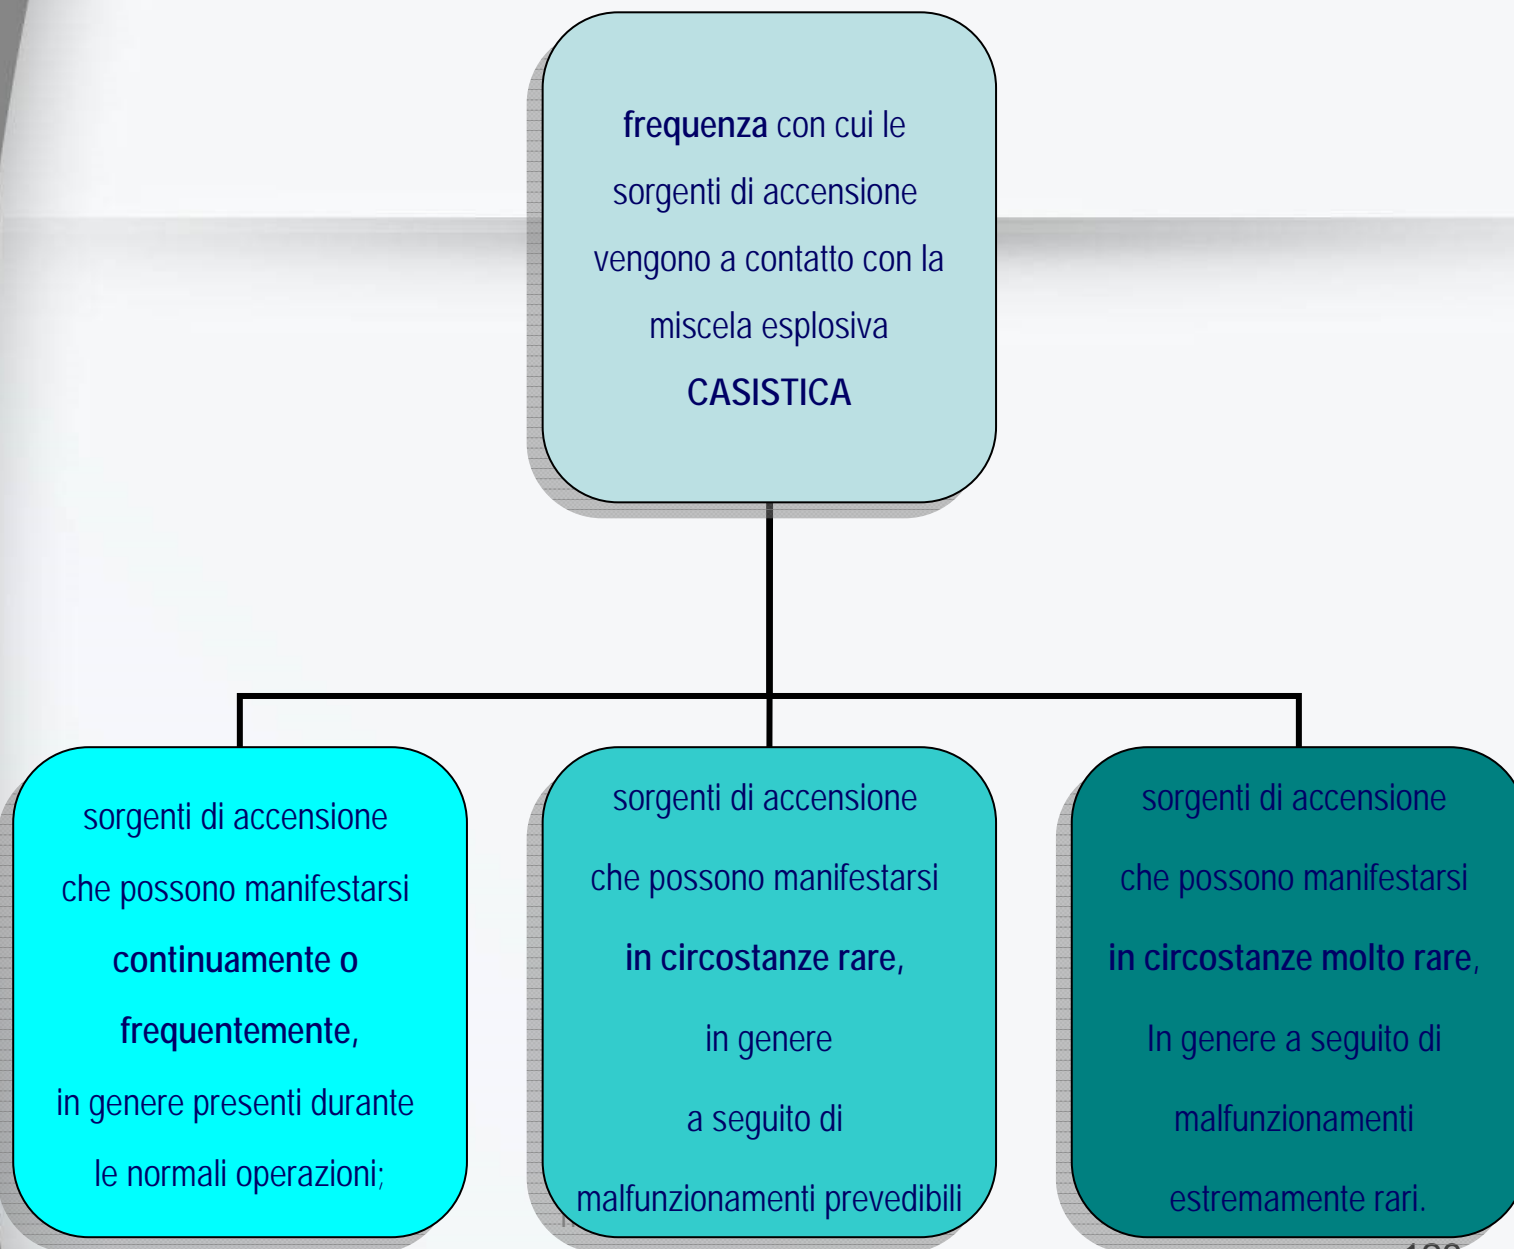 frequenza con cui le
sorgenti di accensione
vengono a contatto con la
miscela esplosiva
CASISTICA
sorgenti di accensione
che possono manifestarsi
continuamente o
frequentemente,
in genere presenti durante
le normali operazioni;
sorgenti di accensione
che possono manifestarsi
in circostanze rare,
in genere
a seguito di
malfunzionamenti prevedibili
sorgenti di accensione
che possono manifestarsi
in circostanze molto rare,
In genere a seguito di
malfunzionamenti
estremamente rari.